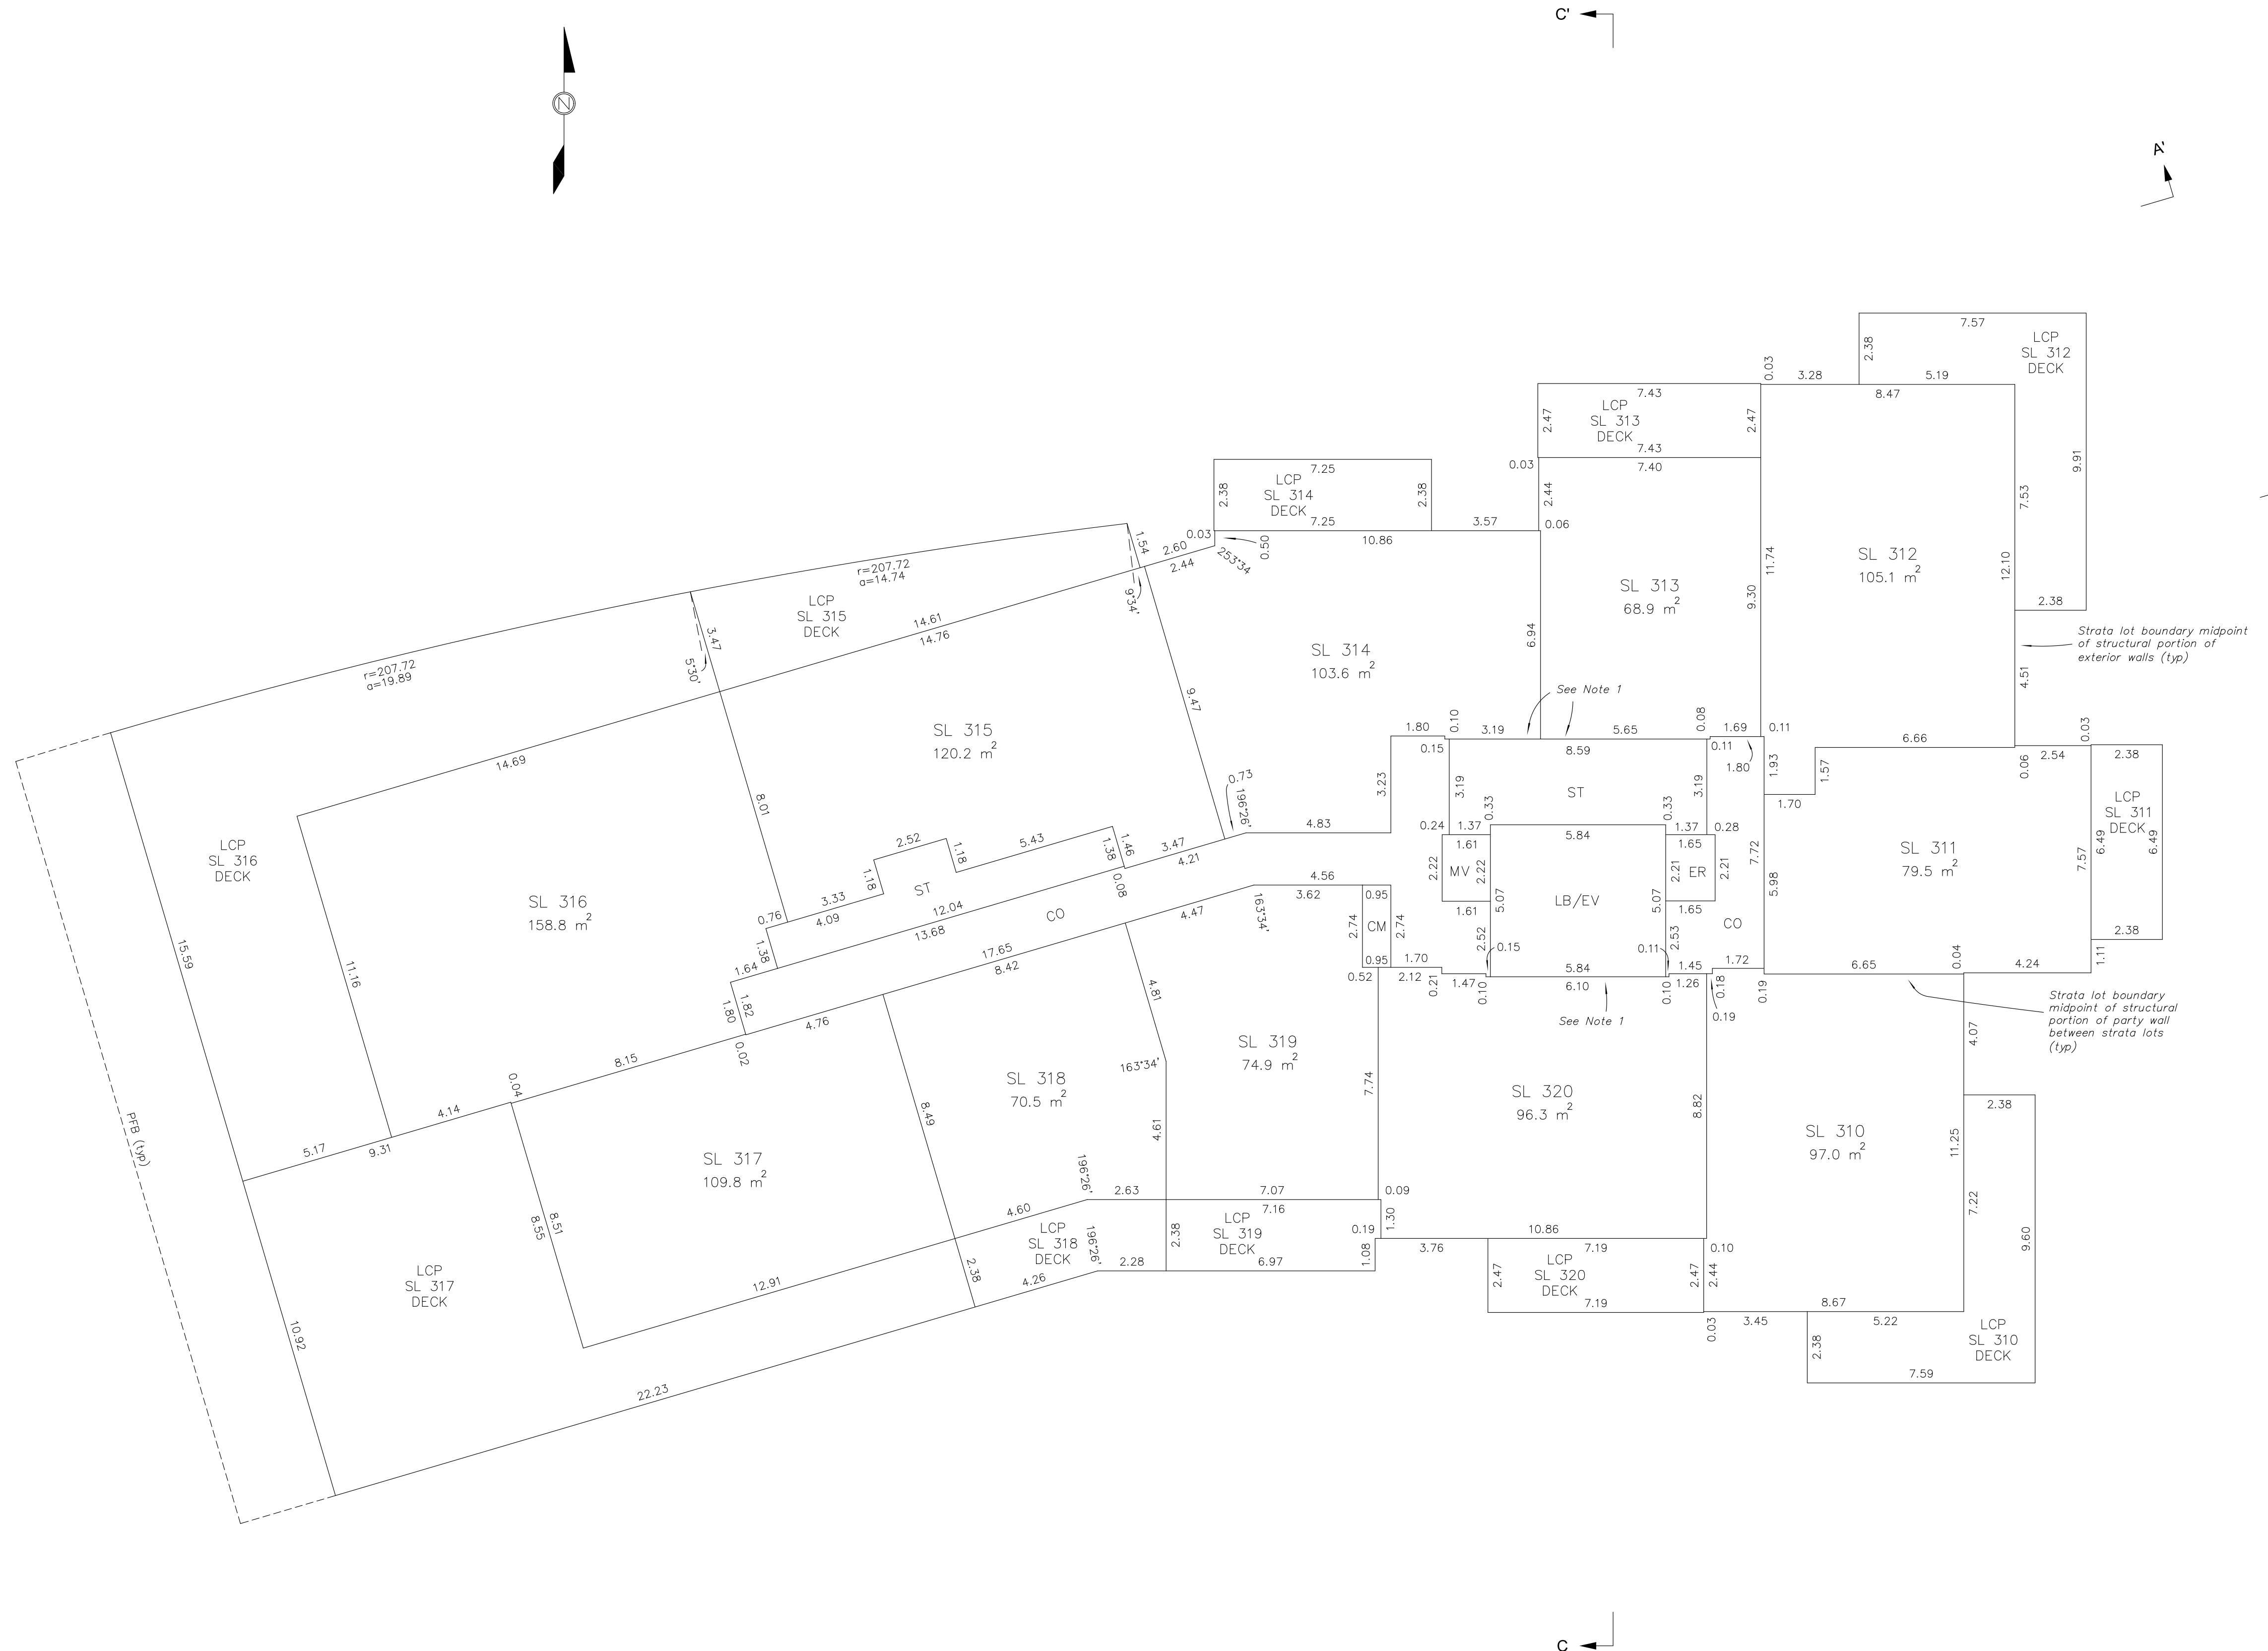 C'
N
A'
7.57
LCP
SL 312
DECK
2.38
0.03
3.28
5.19
8.47
9.91
7.43
LCP
SL 313
DECK
2.47
2.47
7.43
7.40
0.03
2.44
0.06
7.25
LCP
SL 314
DECK
2.38
2.38
7.25
3.57
10.86
0.03
0.50
253°34
2.60
2.44
1.54
9°34'
r=207.72
a=14.74
LCP
SL 315
DECK
14.61
14.76
3.47
5°30'
r=207.72
a=19.89
SL 312
105.1 m²
7.53
12.10
2.38
4.51
Strata lot boundary midpoint
of structural portion of
exterior walls (typ)
SL 313
68.9 m²
11.74
9.30
6.94
SL 314
103.6 m²
See Note 1
9.47
SL 315
120.2 m²
14.69
8.01
1.80
0.10
3.19
5.65
0.08
1.69
0.11
0.15
8.59
0.11
1.80
1.93
1.57
6.66
0.03
2.54
0.06
2.38
1.70
LCP
SL 311
DECK
6.49
6.49
7.57
SL 311
79.5 m²
2.38
1.11
7.72
5.98
3.23
3.19
ST
3.19
0.33
0.33
0.24
1.37
5.84
1.37
0.28
1.61
1.65
2.22
MV
2.22
2.21
ER
2.21
1.61
1.65
5.07
LB/EV
5.07
CO
2.52
2.53
0.15
0.11
5.84
6.10
1.45
1.72
1.26
0.10
0.10
0.18
0.19
0.19
See Note 1
6.65
0.04
4.24
Strata lot boundary
midpoint of structural
portion of party wall
between strata lots
(typ)
0.73
196°26'
4.83
4.56
3.62
0.95
2.74
CM
2.74
0.95
1.70
0.52
2.12
0.21
1.47
163°34'
4.47
2.52
1.18
5.43
1.46
1.38
3.47
4.21
0.08
1.18
ST
3.33
0.76
4.09
12.04
13.68
CO
1.38
1.64
1.82
1.80
17.65
8.42
4.76
0.02
LCP
SL 316
DECK
SL 316
158.8 m²
15.59
11.16
8.15
0.04
4.14
5.17
9.31
PFB (typ)
4.81
163°34'
4.61
SL 318
70.5 m²
8.49
SL 319
74.9 m²
7.74
SL 320
96.3 m²
8.82
SL 310
97.0 m²
4.07
2.38
11.25
7.22
9.60
SL 317
109.8 m²
8.51
8.55
196°26'
2.63
7.07
0.09
4.60
7.16
LCP
SL 318
DECK
196°26'
2.38
LCP
SL 319
DECK
0.19
1.30
1.08
2.28
6.97
4.26
2.38
10.86
3.76
7.19
0.10
LCP
SL 320
DECK
2.47
2.47
2.44
7.19
8.67
0.03
3.45
5.22
LCP
SL 310
DECK
2.38
7.59
LCP
SL 317
DECK
12.91
10.92
22.23
C